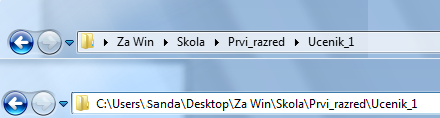 Za Win Skola Prvi_razred Ucenik_1
C:\Users\ Sanda\Desktop\Za Win\Skola\Prvi_razred\Ucenik_1